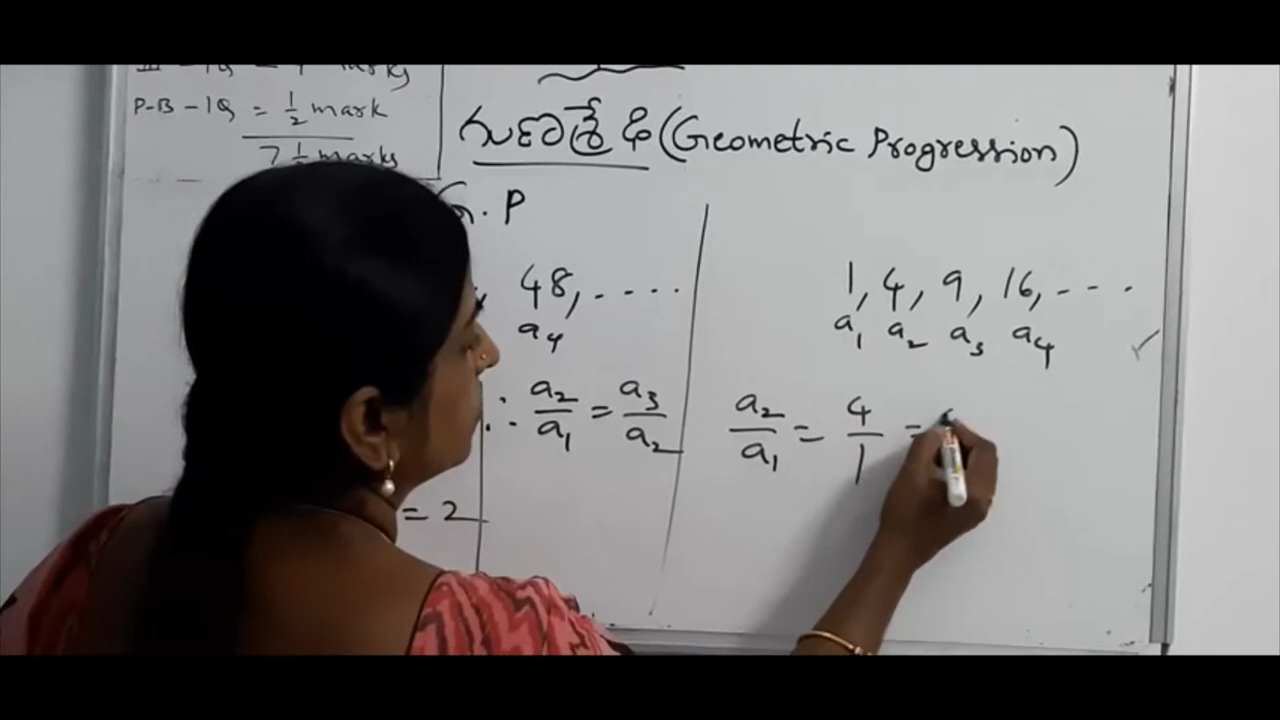 marks
P-B-1Q = 1/2 mark
7 1/2 marks
గుణశ్రేఢి (Geometric Progression)
G. P
48, ....
a₄
∴ a₂/a₁ = a₃/a₂
= 2
1, 4, 9, 16, ---
a₁ a₂ a₃ a₄ ✓
a₂/a₁ = 4/1 =